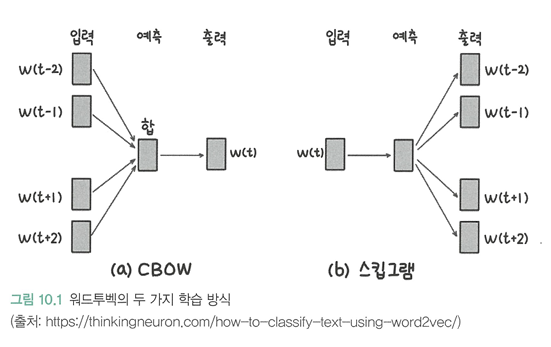 입력 예측 출력 입력 예측 출력
w(t-2) w(t-2)
w(t-1) w(t-1)
합
w(t) w(t)
w(t+1) w(t+1)
w(t+2) w(t+2)
(a) CBOW (b) 스킵그램
그림 10.1 워드투벡의 두 가지 학습 방식
(출처: https://thinkingneuron.com/how-to-classify-text-using-word2vec/)